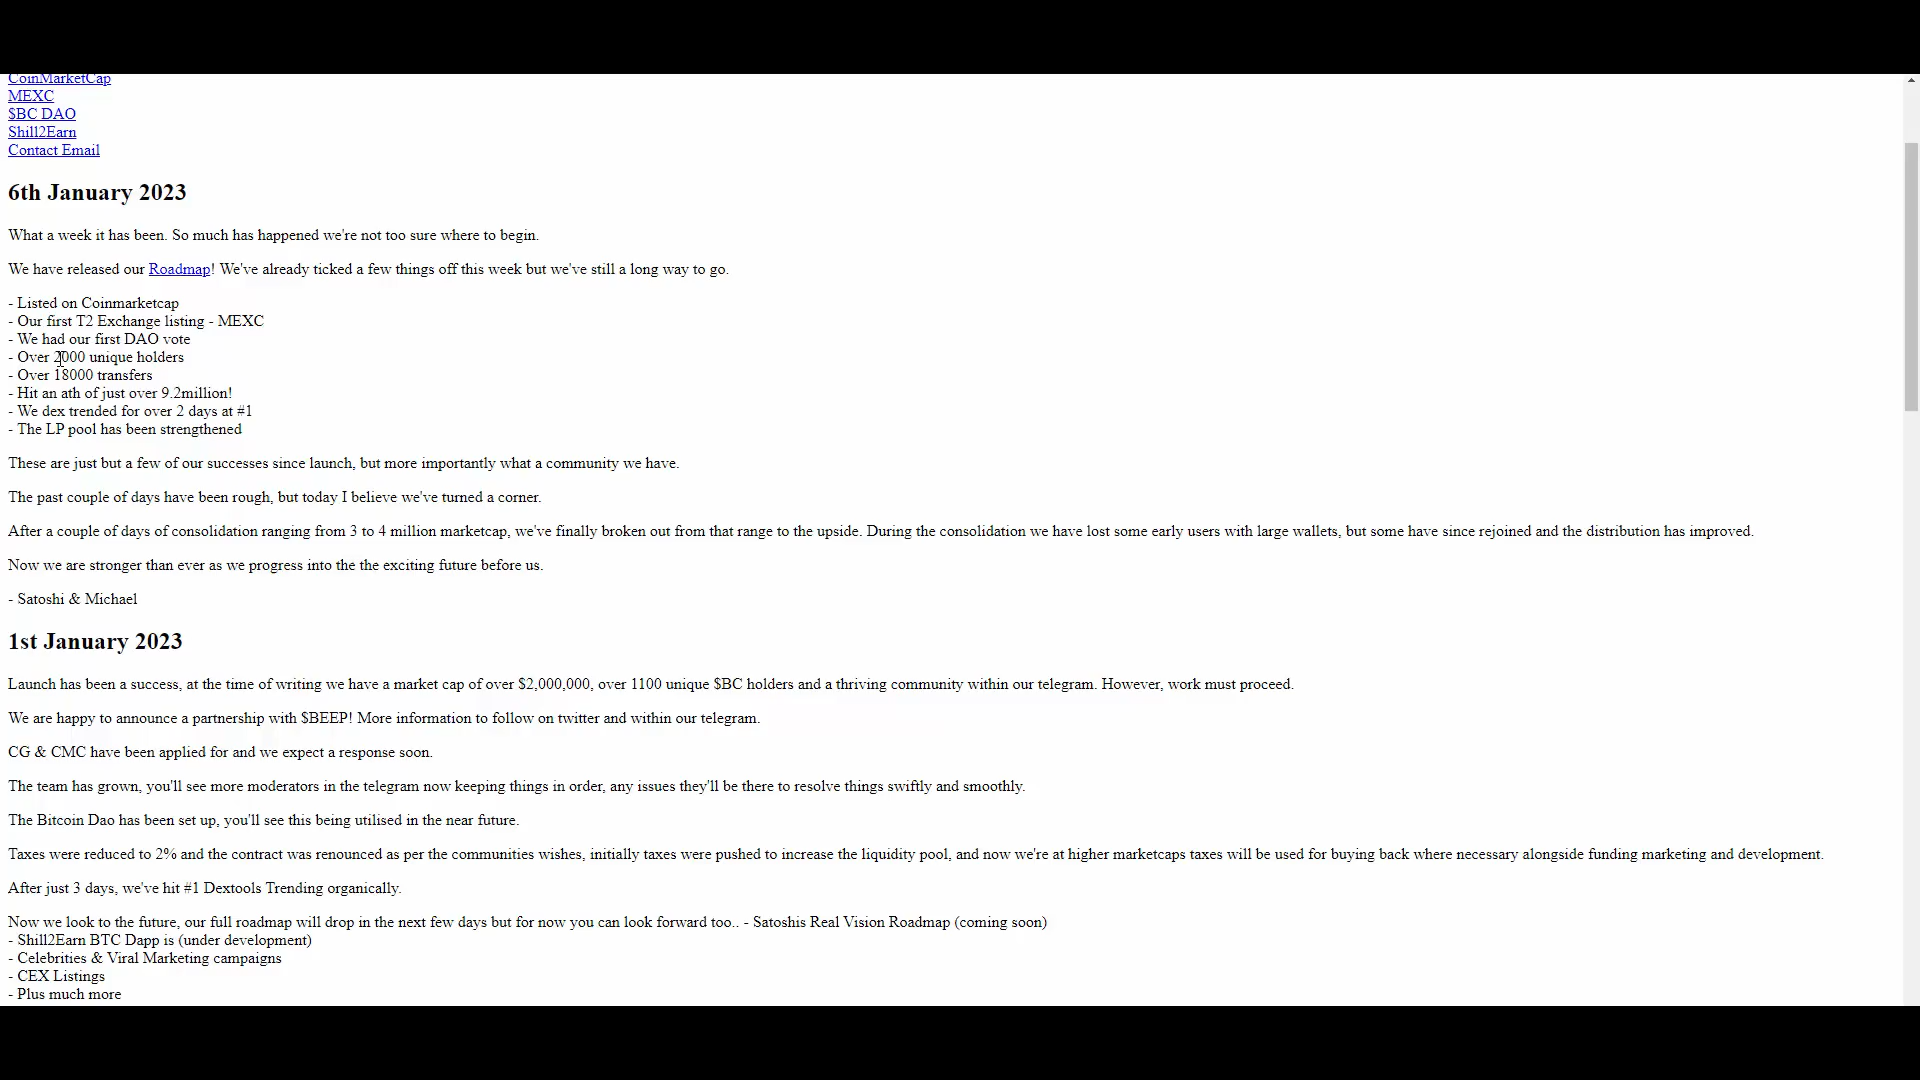 CoinMarketCap
MEXC
$BC DAO
Shill2Earn
Contact Email
6th January 2023
What a week it has been. So much has happened we're not too sure where to begin.
We have released our Roadmap! We've already ticked a few things off this week but we've still a long way to go.
- Listed on Coinmarketcap
- Our first T2 Exchange listing - MEXC
- We had our first DAO vote
- Over 2000 unique holders
- Over 18000 transfers
- Hit an ath of just over 9.2million!
- We dex trended for over 2 days at #1
- The LP pool has been strengthened
These are just but a few of our successes since launch, but more importantly what a community we have.
The past couple of days have been rough, but today I believe we've turned a corner.
After a couple of days of consolidation ranging from 3 to 4 million marketcap, we've finally broken out from that range to the upside. During the consolidation we have lost some early users with large wallets, but some have since rejoined and the distribution has improved.
Now we are stronger than ever as we progress into the the exciting future before us.
- Satoshi & Michael
1st January 2023
Launch has been a success, at the time of writing we have a market cap of over $2,000,000, over 1100 unique $BC holders and a thriving community within our telegram. However, work must proceed.
We are happy to announce a partnership with $BEEP! More information to follow on twitter and within our telegram.
CG & CMC have been applied for and we expect a response soon.
The team has grown, you'll see more moderators in the telegram now keeping things in order, any issues they'll be there to resolve things swiftly and smoothly.
The Bitcoin Dao has been set up, you'll see this being utilised in the near future.
Taxes were reduced to 2% and the contract was renounced as per the communities wishes, initially taxes were pushed to increase the liquidity pool, and now we're at higher marketcaps taxes will be used for buying back where necessary alongside funding marketing and development.
After just 3 days, we've hit #1 Dextools Trending organically.
Now we look to the future, our full roadmap will drop in the next few days but for now you can look forward too.. - Satoshis Real Vision Roadmap (coming soon)
- Shill2Earn BTC Dapp is (under development)
- Celebrities & Viral Marketing campaigns
- CEX Listings
- Plus much more